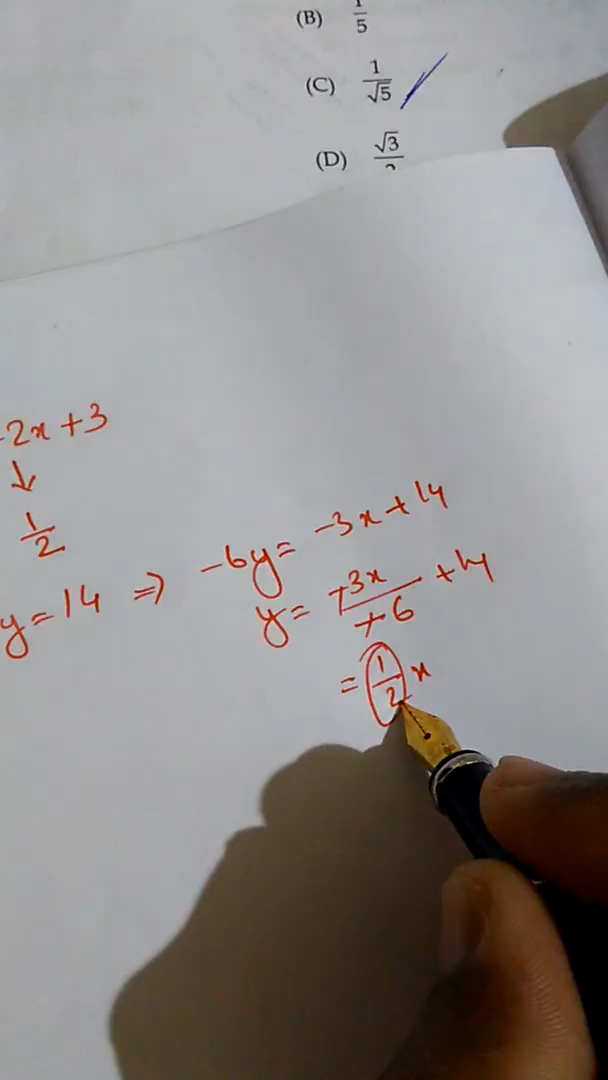 (B) 1/5
(C) 1/√5
(D) √3
-2x+3
↓
1/2
y=14 ⇒ -6y= -3x+14
y= -3x/+6 +14
= 1/2 x